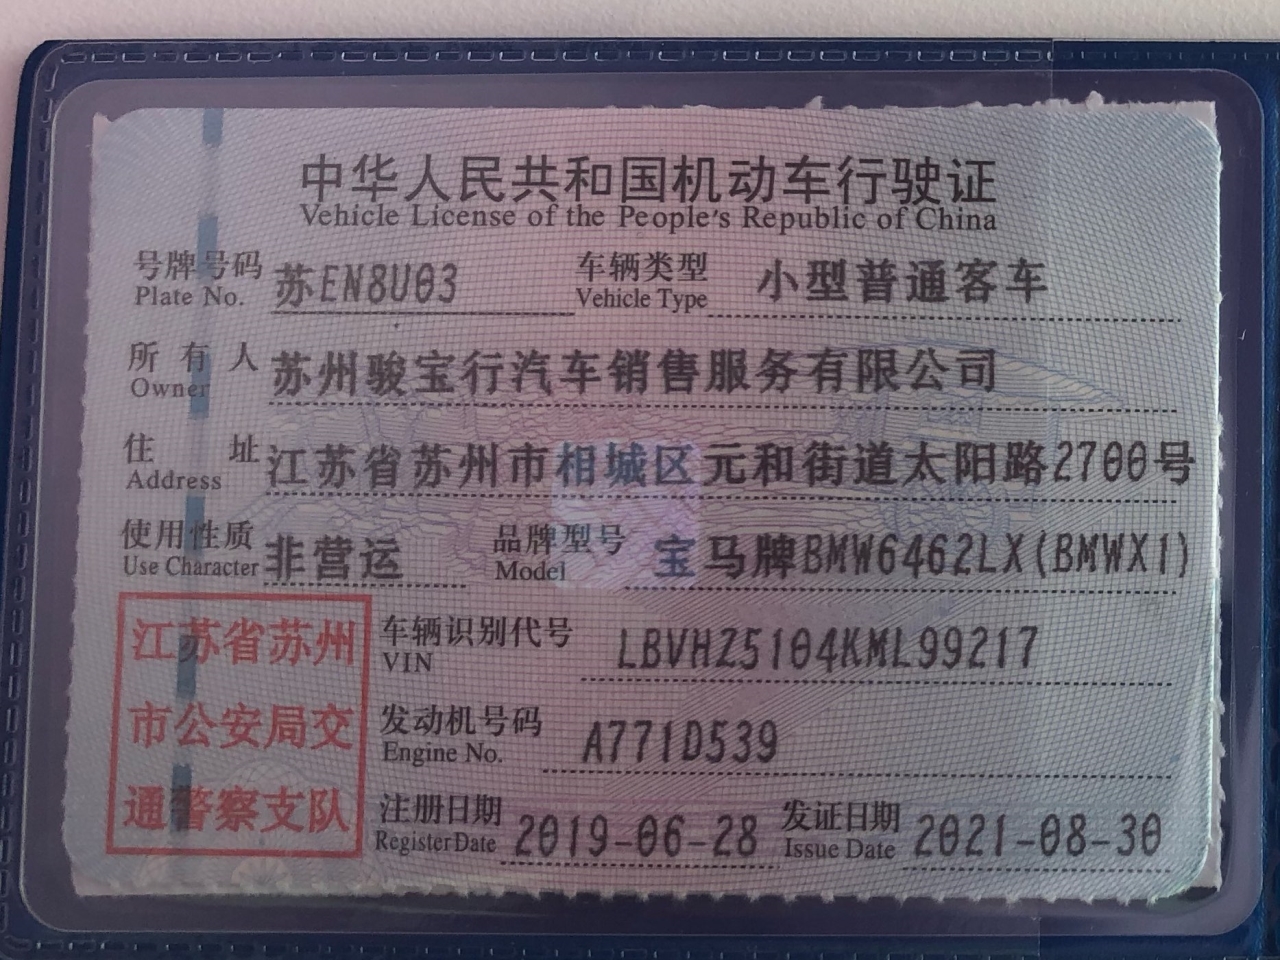 中华人民共和国机动车行驶证
Vehicle License of the People's Republic of China
号牌号码 苏EN8U03 车辆类型 小型普通客车
Plate No. Vehicle Type
所有人 苏州骏宝行汽车销售服务有限公司
Owner
住址 江苏省苏州市相城区元和街道太阳路2700号
Address
使用性质 非营运 品牌型号 宝马牌BMW6462LX(BMWX1)
Use Character Model
江苏省苏州
市公安局交
通警察支队
车辆识别代号 LBVHZ5104KML99217
VIN
发动机号码 A771D539
Engine No.
注册日期 2019-06-28 发证日期 2021-08-30
Register Date Issue Date